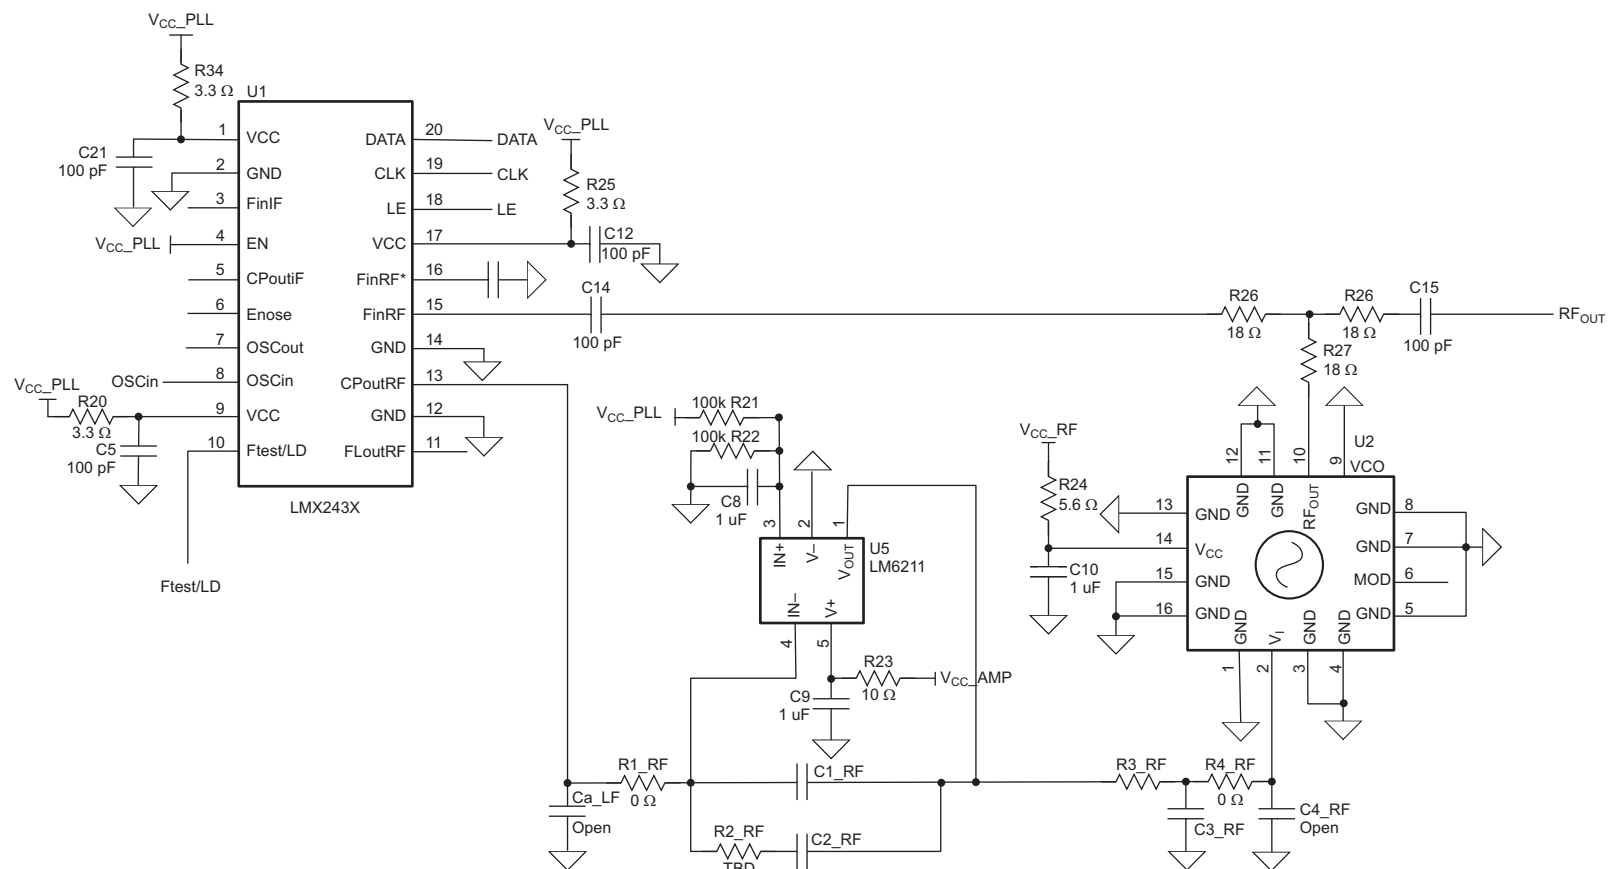 VCC_PLL
R34
3.3 Ω
U1
C21
100 pF
1 VCC
2 GND
3 FinIF
VCC_PLL 4 EN
5 CPoutiF
6 Enose
7 OSCout
OSCin 8 OSCin
VCC_PLL
R20
3.3 Ω
9 VCC
C5
100 pF
10 Ftest/LD
Ftest/LD
DATA 20 DATA
CLK 19 CLK
LE 18 LE
VCC 17
FinRF* 16
FinRF 15
GND 14
CPoutRF 13
GND 12
FLoutRF 11
LMX243X
VCC_PLL
R25
3.3 Ω
C12
100 pF
C14
100 pF
R26
18 Ω
R26
18 Ω
C15
100 pF
RFOUT
R27
18 Ω
VCC_PLL
100k R21
100k R22
C8
1 uF
3 2 1
IN+ V– VOUT
U5
LM6211
IN– V+
4 5
R23
10 Ω
VCC_AMP
C9
1 uF
VCC_RF
R24
5.6 Ω
C10
1 uF
U2
VCO
12 11 10 9
GND GND RFOUT
13 GND
14 VCC
15 GND
16 GND
GND 8
GND 7
MOD 6
GND 5
GND VI GND GND
1 2 3 4
R1_RF
0 Ω
Ca_LF
Open
C1_RF
R2_RF
TBD
C2_RF
R3_RF
C3_RF
R4_RF
0 Ω
C4_RF
Open